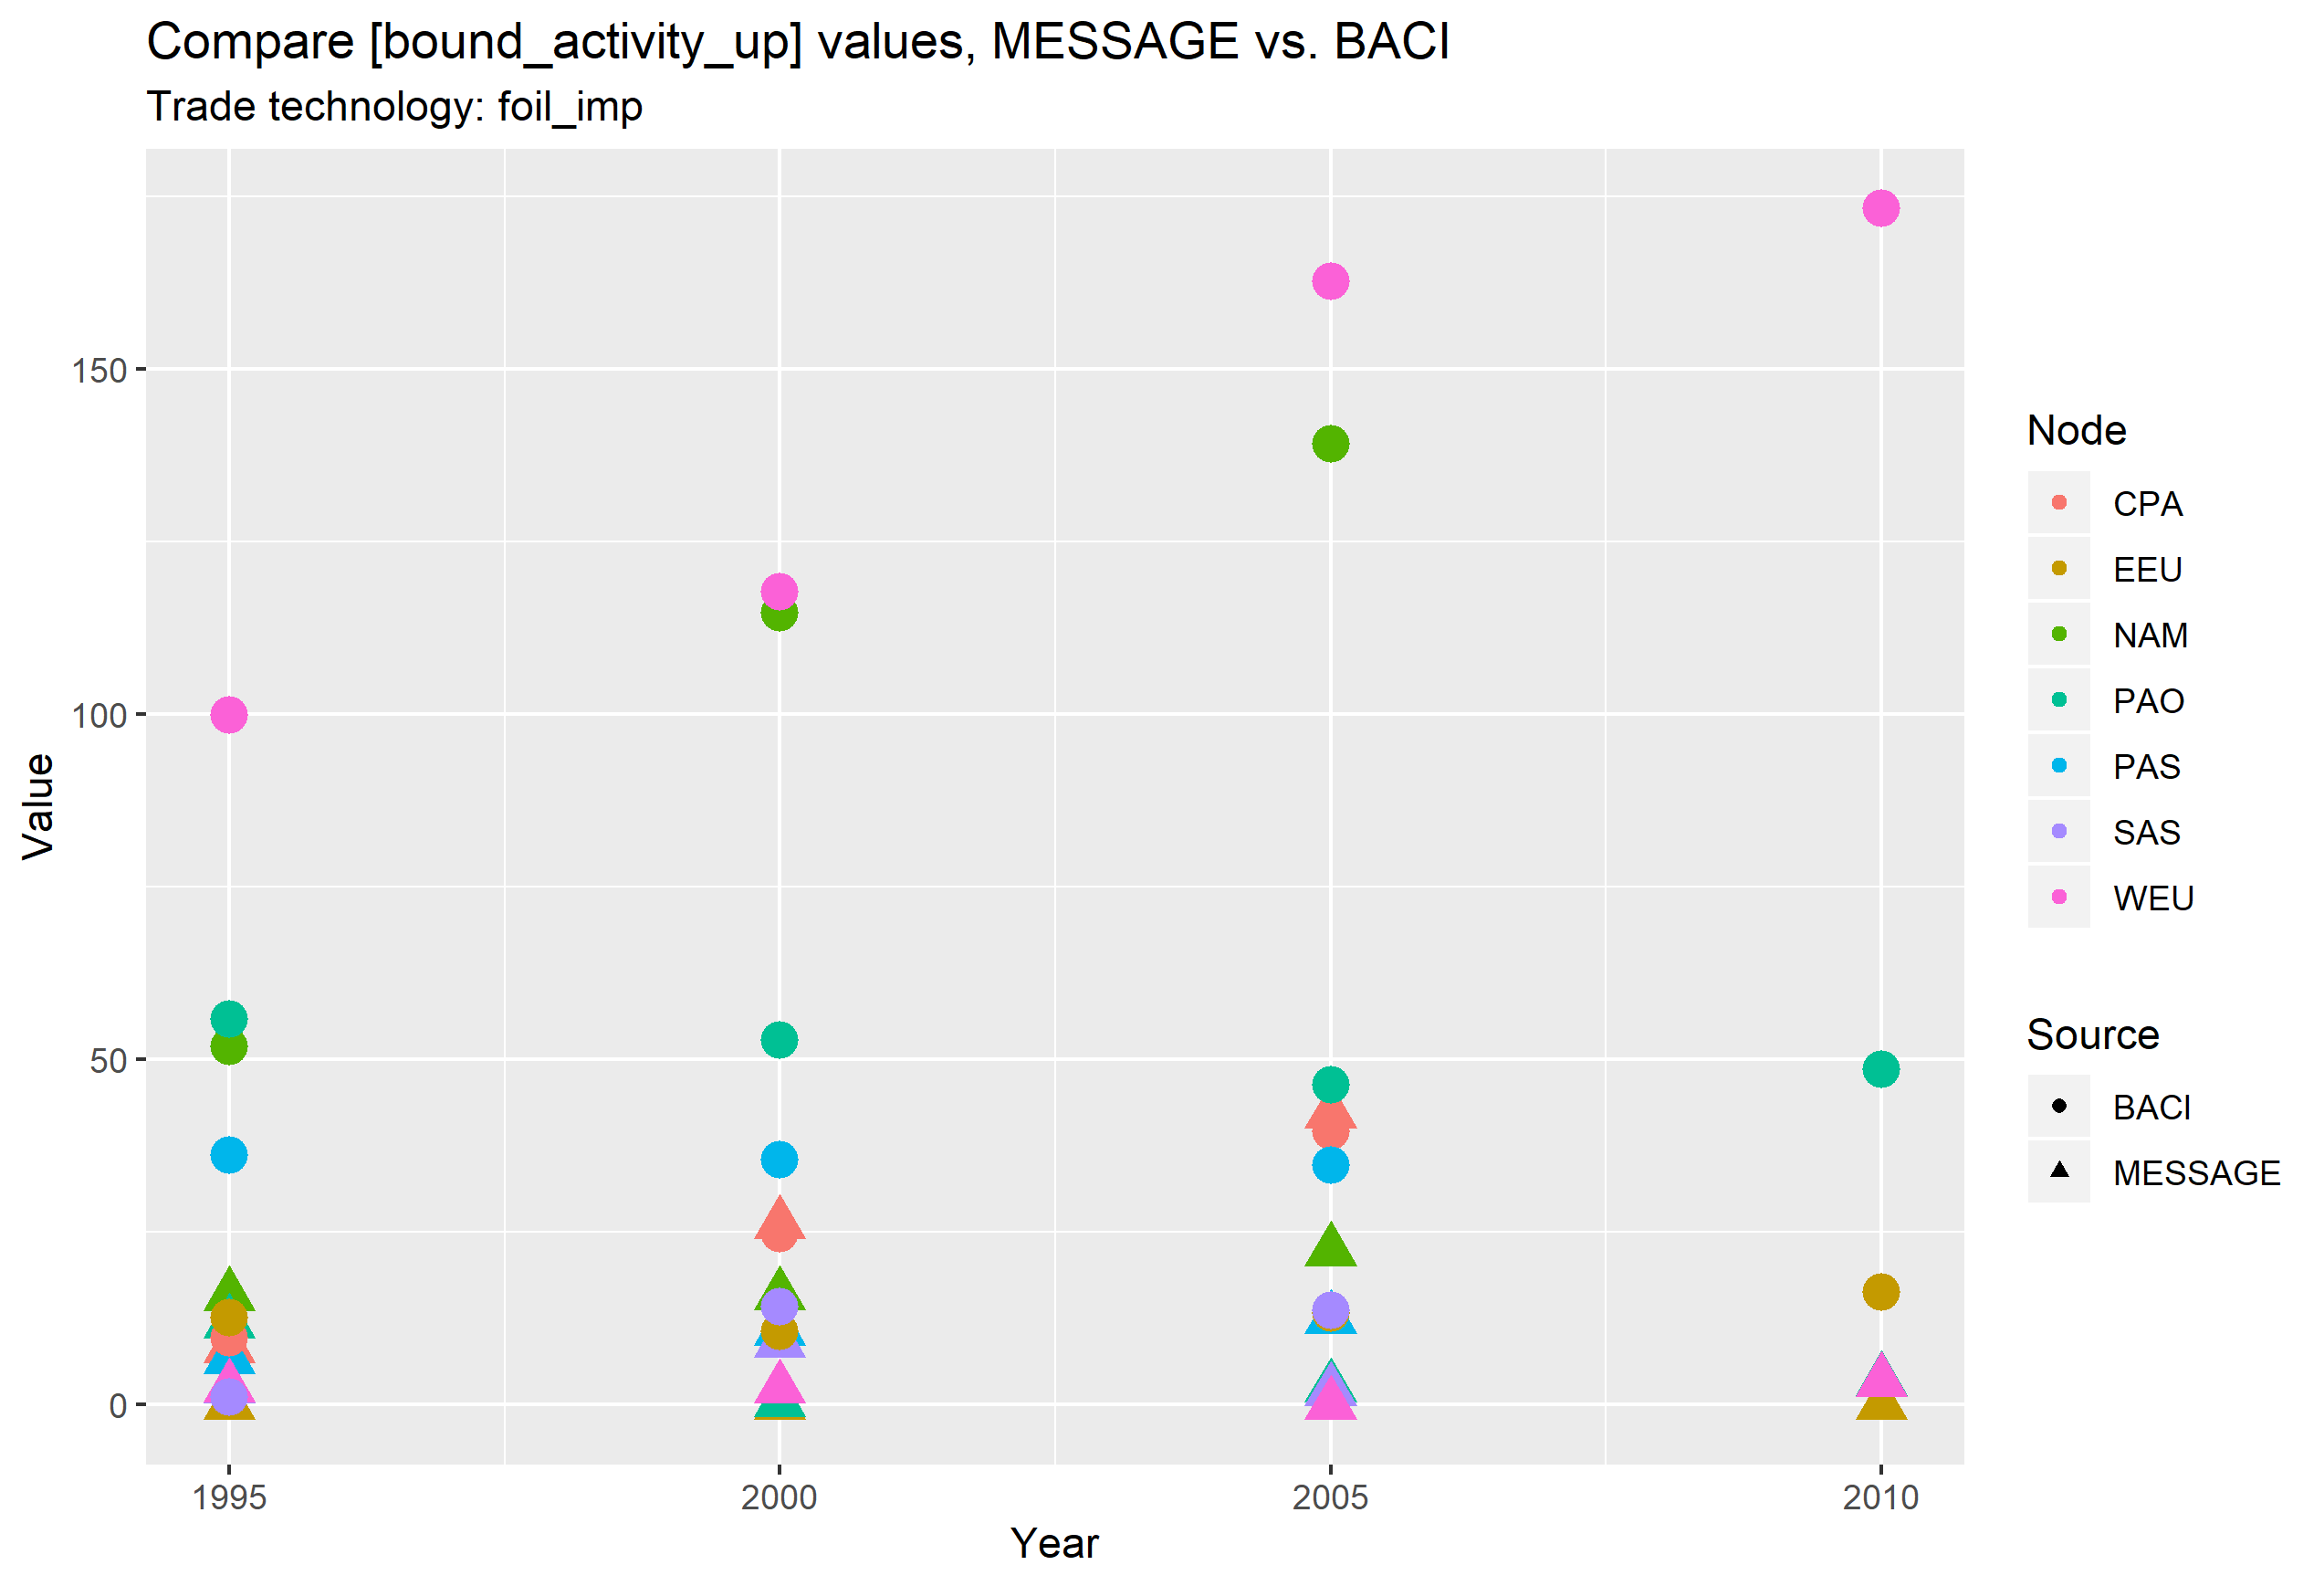 Compare [bound_activity_up] values, MESSAGE vs. BACI
Trade technology: foil_imp
Value
150
100
50
0
1995 2000 2005 2010
Year
Node
CPA
EEU
NAM
PAO
PAS
SAS
WEU
Source
BACI
MESSAGE